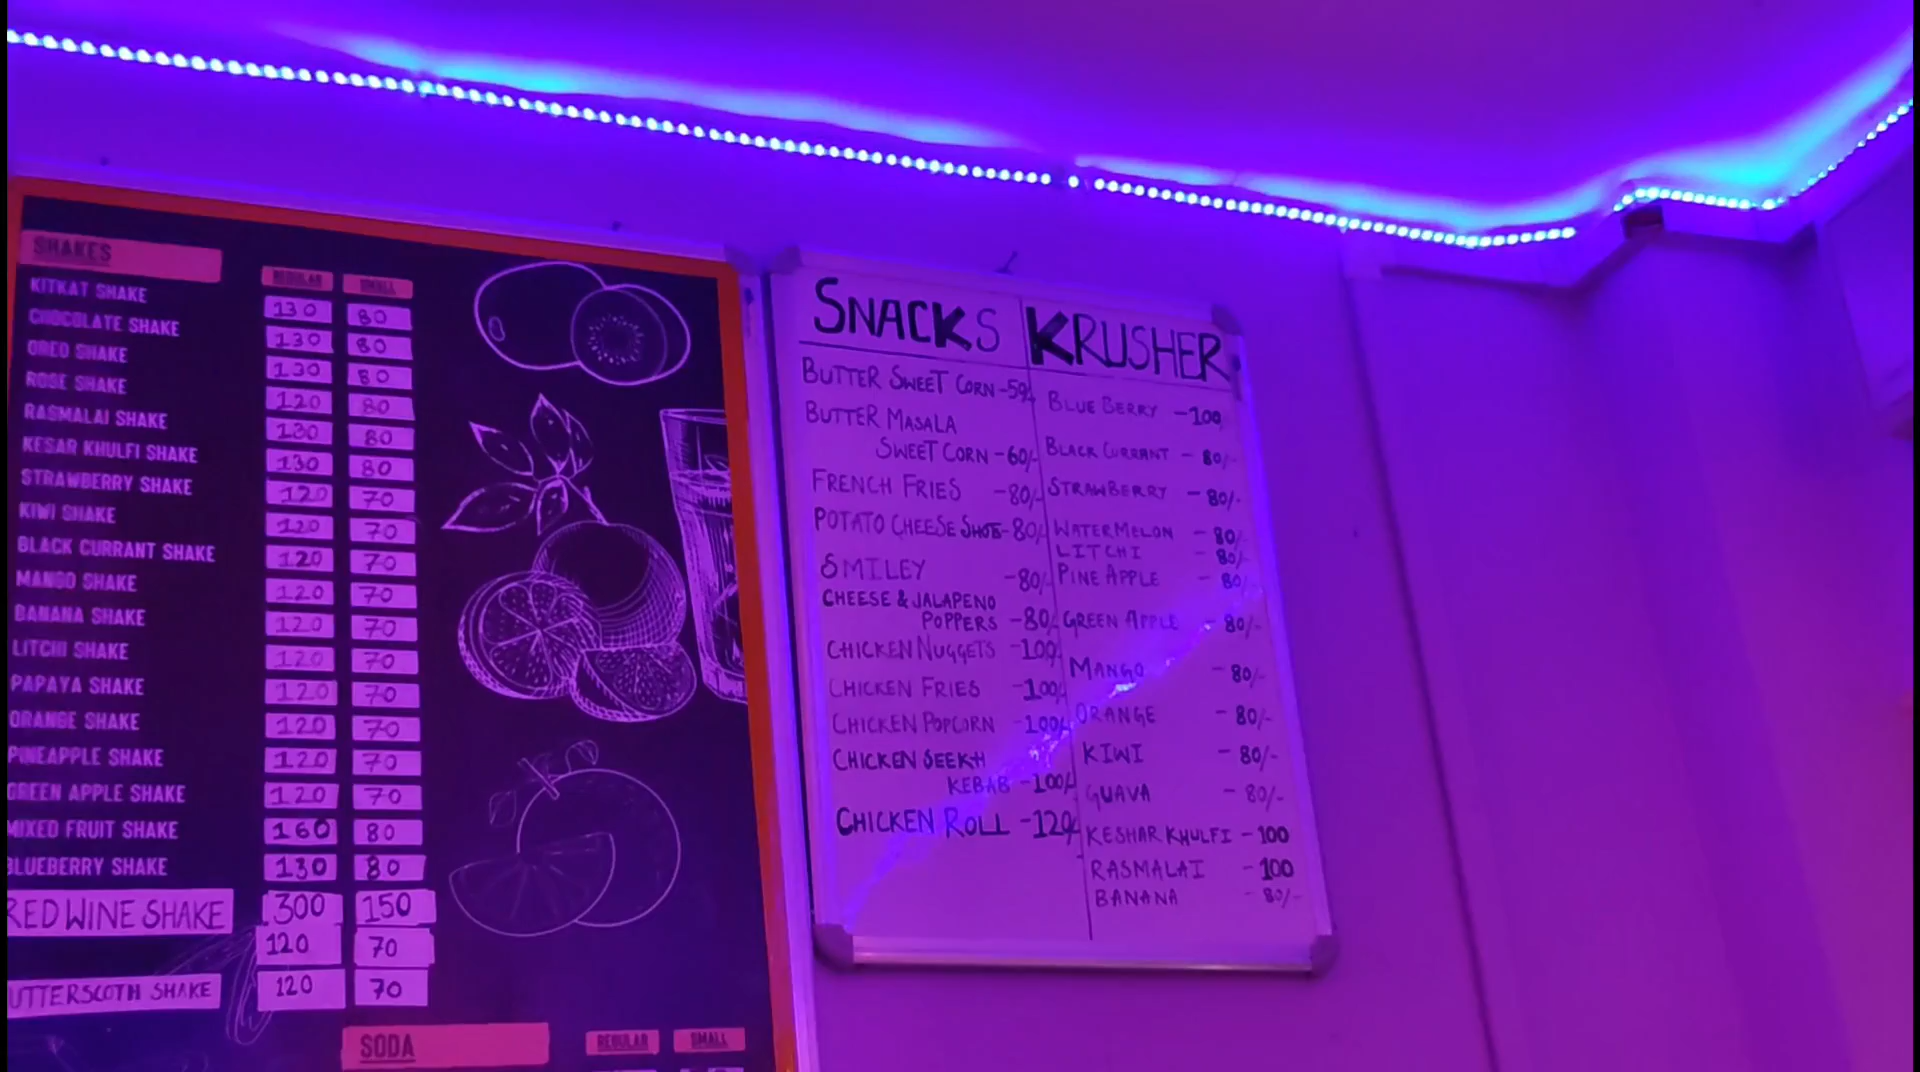 SHAKES
REGULAR SMALL
KITKAT SHAKE 130 80
CHOCOLATE SHAKE 130 80
OREO SHAKE 130 80
ROSE SHAKE 120 80
RASMALAI SHAKE 130 80
KESAR KHULFI SHAKE 130 80
STRAWBERRY SHAKE 120 70
KIWI SHAKE 120 70
BLACK CURRANT SHAKE 120 70
MANGO SHAKE 120 70
BANANA SHAKE 120 70
LITCHI SHAKE 120 70
PAPAYA SHAKE 120 70
ORANGE SHAKE 120 70
PINEAPPLE SHAKE 120 70
GREEN APPLE SHAKE 120 70
MIXED FRUIT SHAKE 160 80
BLUEBERRY SHAKE 130 80
RED WINE SHAKE 300 150
120 70
UTTERSCOTH SHAKE 120 70
SODA REGULAR SMALL
SNACKS
BUTTER SWEET CORN -59/-
BUTTER MASALA
SWEET CORN -60/-
FRENCH FRIES -80/-
POTATO CHEESE SHOTS -80/-
SMILEY -80/-
CHEESE & JALAPENO
POPPERS -80/-
CHICKEN NUGGETS -100/-
CHICKEN FRIES -100/-
CHICKEN POPCORN -100/-
CHICKEN SEEKH
KEBAB -100/-
CHICKEN ROLL -120/-
KRUSHER
BLUE BERRY -100
BLACK CURRANT - 80/-
STRAWBERRY - 80/-
WATER MELON - 80/-
LITCHI - 80/-
PINE APPLE - 80/-
GREEN APPLE - 80/-
MANGO - 80/-
ORANGE - 80/-
KIWI - 80/-
GUAVA - 80/-
KESHAR KHULFI - 100
RASMALAI - 100
BANANA - 80/-